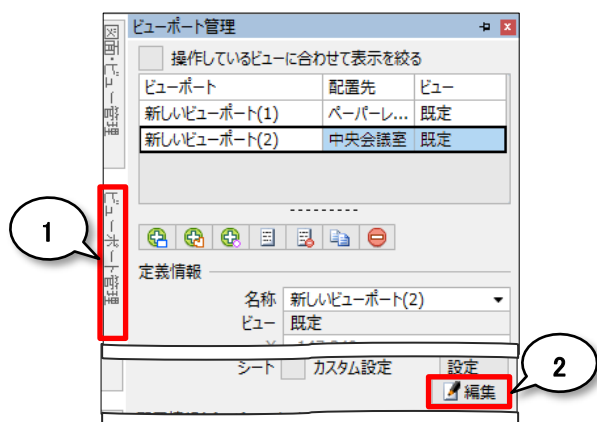 ビューポート管理
図面・ビュー管理
操作しているビューに合わせて表示を絞る
ビューポート 配置先 ビュー
新しいビューポート(1) ペーパーレ... 既定
新しいビューポート(2) 中央会議室 既定
ビューポート管理
1
定義情報
名称 新しいビューポート(2)
ビュー 既定
シート カスタム設定 設定
2
編集